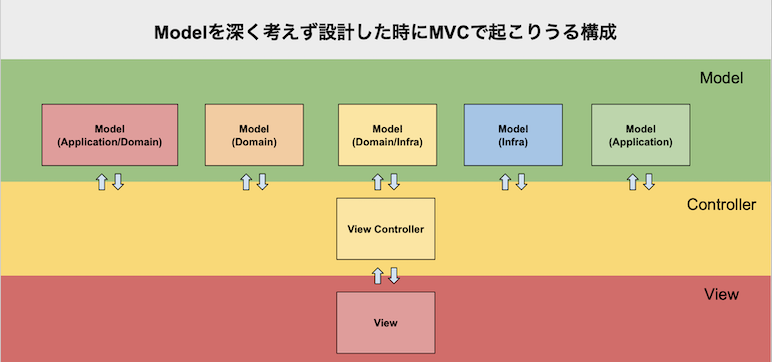 Modelを深く考えず設計した時にMVCで起こりうる構成
Model
Model
(Application/Domain)
Model
(Domain)
Model
(Domain/Infra)
Model
(Infra)
Model
(Application)
Controller
View Controller
View
View